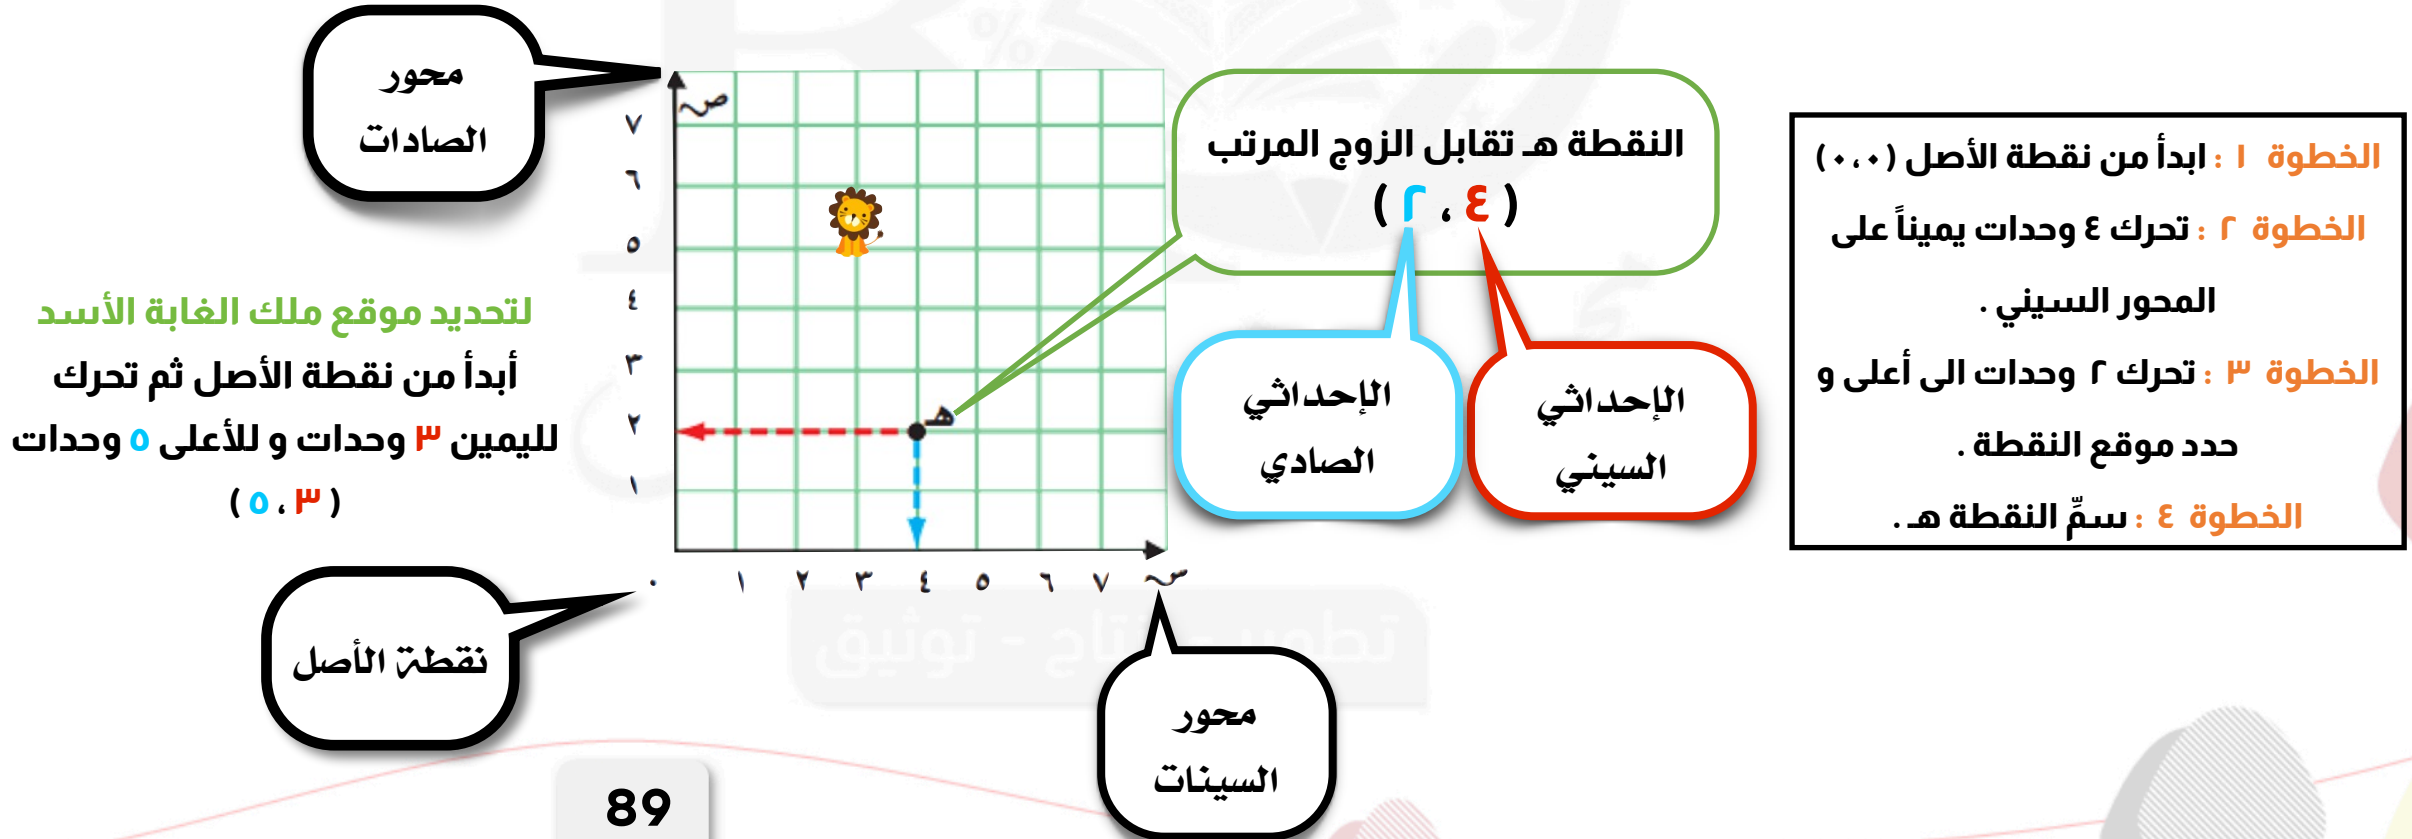 محور
الصادات
ص
٧
٦
٥
٤
٣
٢
١
٠ ١ ٢ ٣ ٤ ٥ ٦ ٧ س
هـ
النقطة هـ تقابل الزوج المرتب
( ٤ ، ٢ )
الإحداثي
السيني
الإحداثي
الصادي
الخطوة ١ : ابدأ من نقطة الأصل (٠،٠)
الخطوة ٢ : تحرك ٤ وحدات يميناً على
المحور السيني .
الخطوة ٣ : تحرك ٢ وحدات الى أعلى و
حدد موقع النقطة .
الخطوة ٤ : سمِّ النقطة هـ .
لتحديد موقع ملك الغابة الأسد
أبدأ من نقطة الأصل ثم تحرك
لليمين ٣ وحدات و للأعلى ٥ وحدات
( ٣ ، ٥ )
نقطة الأصل
محور
السينات
تطوير - نتاج - توثيق
89